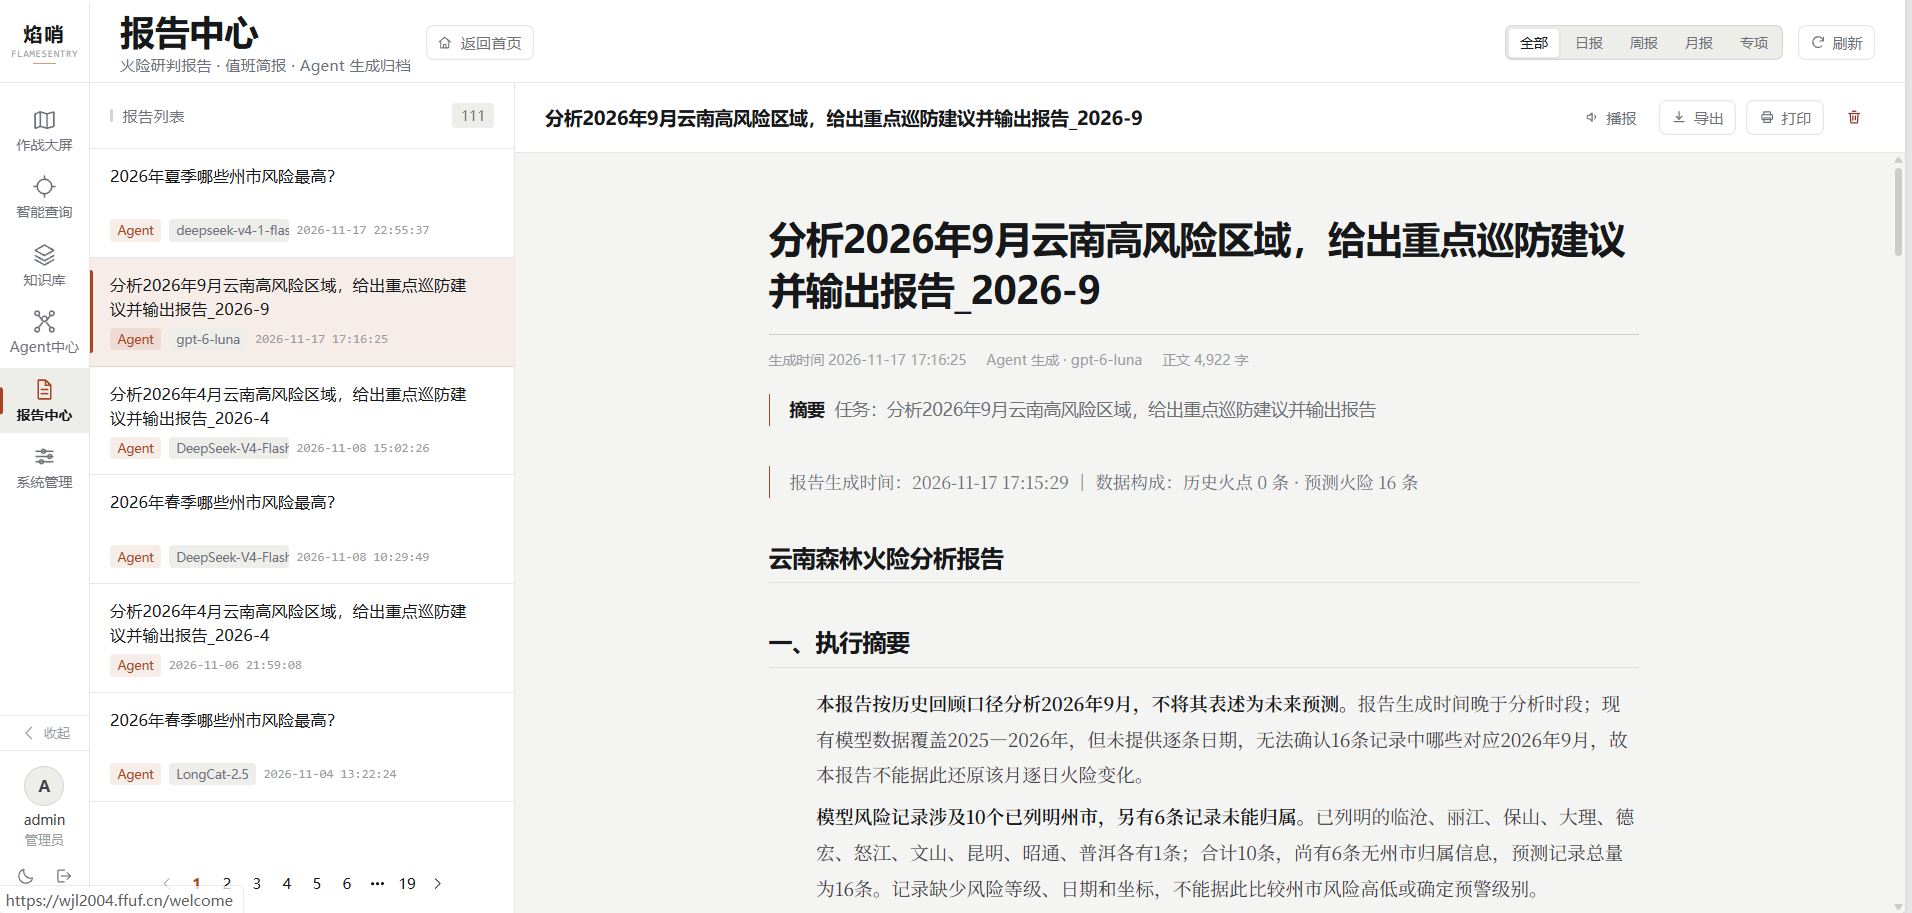 焰哨
FLAMESENTRY
报告中心
火险研判报告 · 值班简报 · Agent 生成归档
返回首页
全部
日报
周报
月报
专项
刷新
作战大屏
智能查询
知识库
Agent中心
报告中心
系统管理
收起
A
admin
管理员
报告列表
111
2026年夏季哪些州市风险最高?
Agent deepseek-v4-1-flas 2026-11-17 22:55:37
分析2026年9月云南高风险区域，给出重点巡防建
议并输出报告_2026-9
Agent gpt-6-luna 2026-11-17 17:16:25
分析2026年4月云南高风险区域，给出重点巡防建
议并输出报告_2026-4
Agent DeepSeek-V4-Flash 2026-11-08 15:02:26
2026年春季哪些州市风险最高?
Agent DeepSeek-V4-Flash 2026-11-08 10:29:49
分析2026年4月云南高风险区域，给出重点巡防建
议并输出报告_2026-4
Agent 2026-11-06 21:59:08
2026年春季哪些州市风险最高?
Agent LongCat-2.5 2026-11-04 13:22:24
1 2 3 4 5 6 ••• 19
https://wjl2004.ffuf.cn/welcome
分析2026年9月云南高风险区域，给出重点巡防建议并输出报告_2026-9
播报
导出
打印
分析2026年9月云南高风险区域，给出重点巡防建议
并输出报告_2026-9
生成时间 2026-11-17 17:16:25 Agent 生成 · gpt-6-luna 正文 4,922 字
摘要 任务：分析2026年9月云南高风险区域，给出重点巡防建议并输出报告
报告生成时间：2026-11-17 17:15:29 | 数据构成：历史火点 0 条 · 预测火险 16 条
云南森林火险分析报告
一、执行摘要
本报告按历史回顾口径分析2026年9月，不将其表述为未来预测。报告生成时间晚于分析时段；现
有模型数据覆盖2025—2026年，但未提供逐条日期，无法确认16条记录中哪些对应2026年9月，故
本报告不能据此还原该月逐日火险变化。
模型风险记录涉及10个已列明州市，另有6条记录未能归属。已列明的临沧、丽江、保山、大理、德
宏、怒江、文山、昆明、昭通、普洱各有1条；合计10条，尚有6条无州市归属信息，预测记录总量
为16条。记录缺少风险等级、日期和坐标，不能据此比较州市风险高低或确定预警级别。